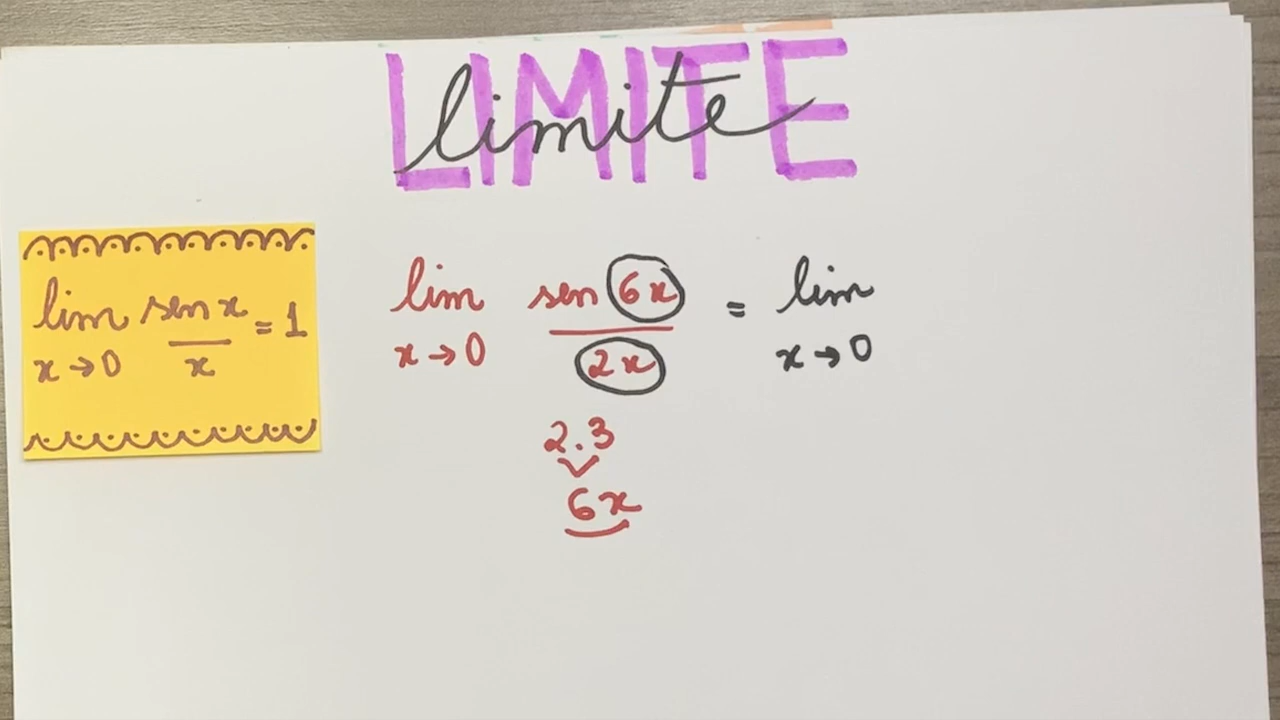 LIMITE
limite
lim sen x / x = 1
x→0
lim sen 6x / 2x = lim
x→0 x→0
2.3
6x